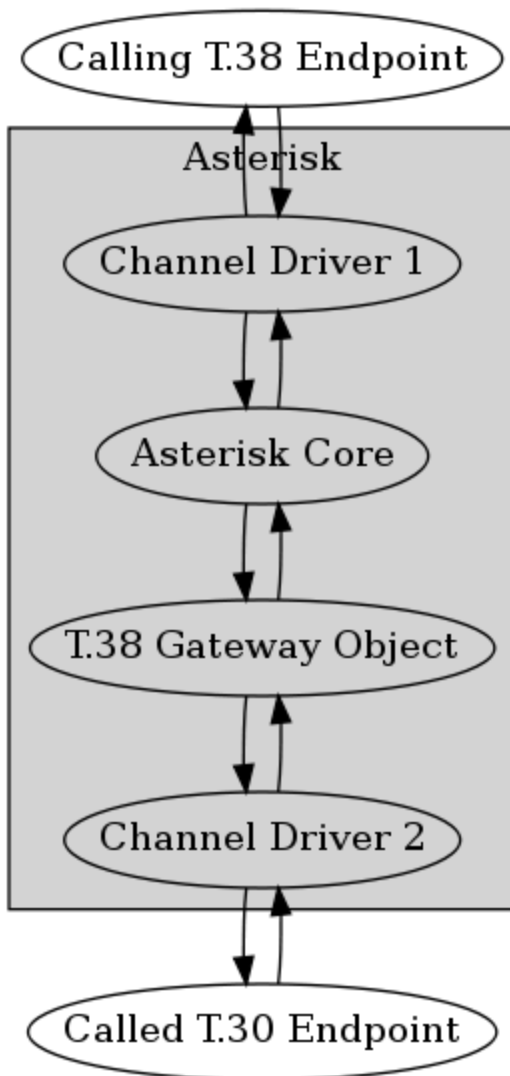 Calling T.38 Endpoint
Asterisk
Channel Driver 1
Asterisk Core
T.38 Gateway Object
Channel Driver 2
Called T.30 Endpoint